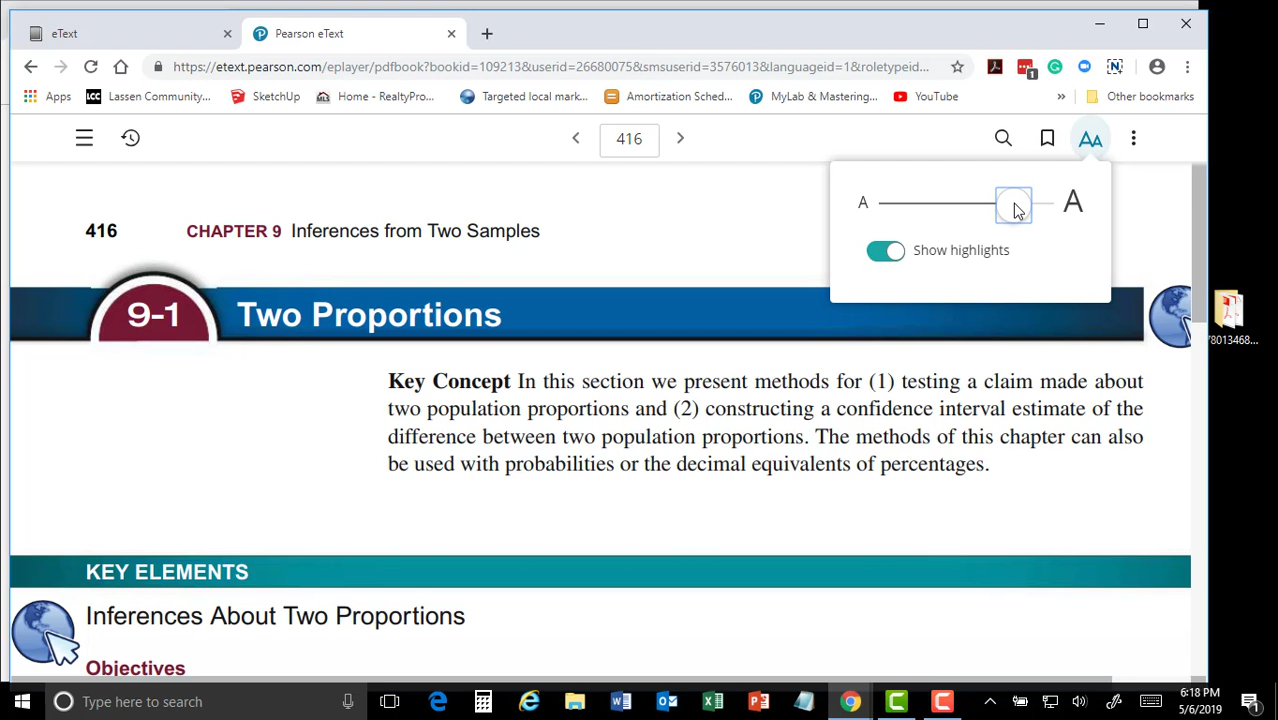 eText
Pearson eText
https://etext.pearson.com/eplayer/pdfbook?bookid=109213&userid=26680075&smsuserid=3576013&languageid=1&roletypeid...
1
Apps
LCC Lassen Community...
SketchUp
Home - RealtyPro...
Targeted local mark...
Amortization Sched...
MyLab & Mastering...
YouTube
»
Other bookmarks
416
AA
A
A
Show highlights
416 CHAPTER 9 Inferences from Two Samples
9-1 Two Proportions
Key Concept In this section we present methods for (1) testing a claim made about
two population proportions and (2) constructing a confidence interval estimate of the
difference between two population proportions. The methods of this chapter can also
be used with probabilities or the decimal equivalents of percentages.
KEY ELEMENTS
Inferences About Two Proportions
Objectives
78013468...
Type here to search
6:18 PM
5/6/2019
1